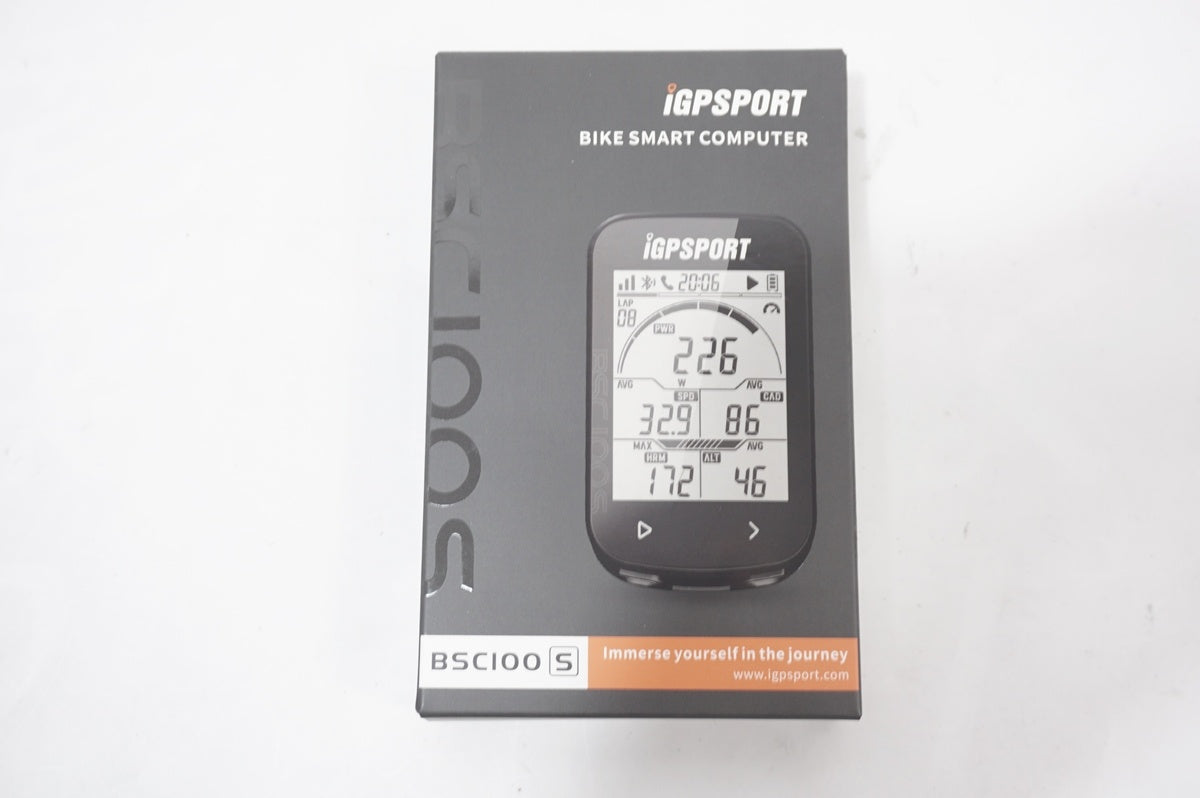 iGPSPORT
BIKE SMART COMPUTER
BSC100S
iGPSPORT
20:06
LAP
08
PWR
226
AVG W AVG
SPD CAD
32.9 86
MAX AVG
HRM ALT
172 46
BSC100S
BSC100 S
Immerse yourself in the journey
www.igpsport.com